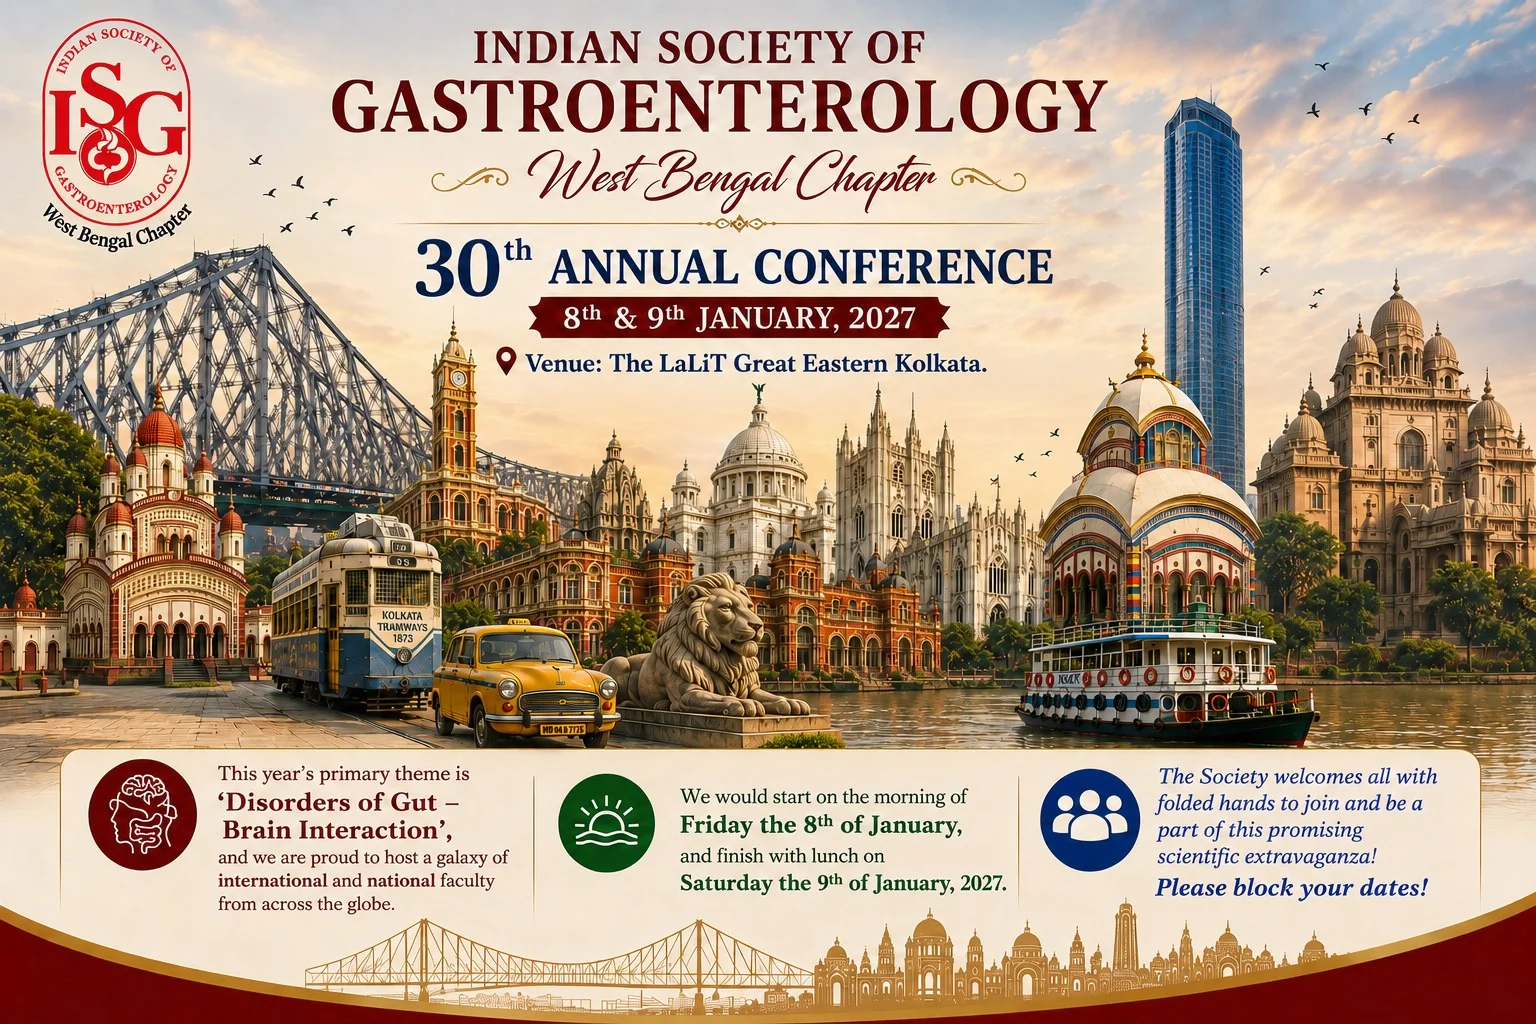 INDIAN SOCIETY OF
ISG
GASTROENTEROLOGY
West Bengal Chapter
INDIAN SOCIETY OF
GASTROENTEROLOGY
West Bengal Chapter
30th ANNUAL CONFERENCE
8th & 9th JANUARY, 2027
Venue: The LaLiT Great Eastern Kolkata.
KOLKATA
TRAMWAYS
1873
This year's primary theme is
‘Disorders of Gut –
Brain Interaction’,
and we are proud to host a galaxy of
international and national faculty
from across the globe.
We would start on the morning of
Friday the 8th of January,
and finish with lunch on
Saturday the 9th of January, 2027.
The Society welcomes all with
folded hands to join and be a
part of this promising
scientific extravaganza!
Please block your dates!